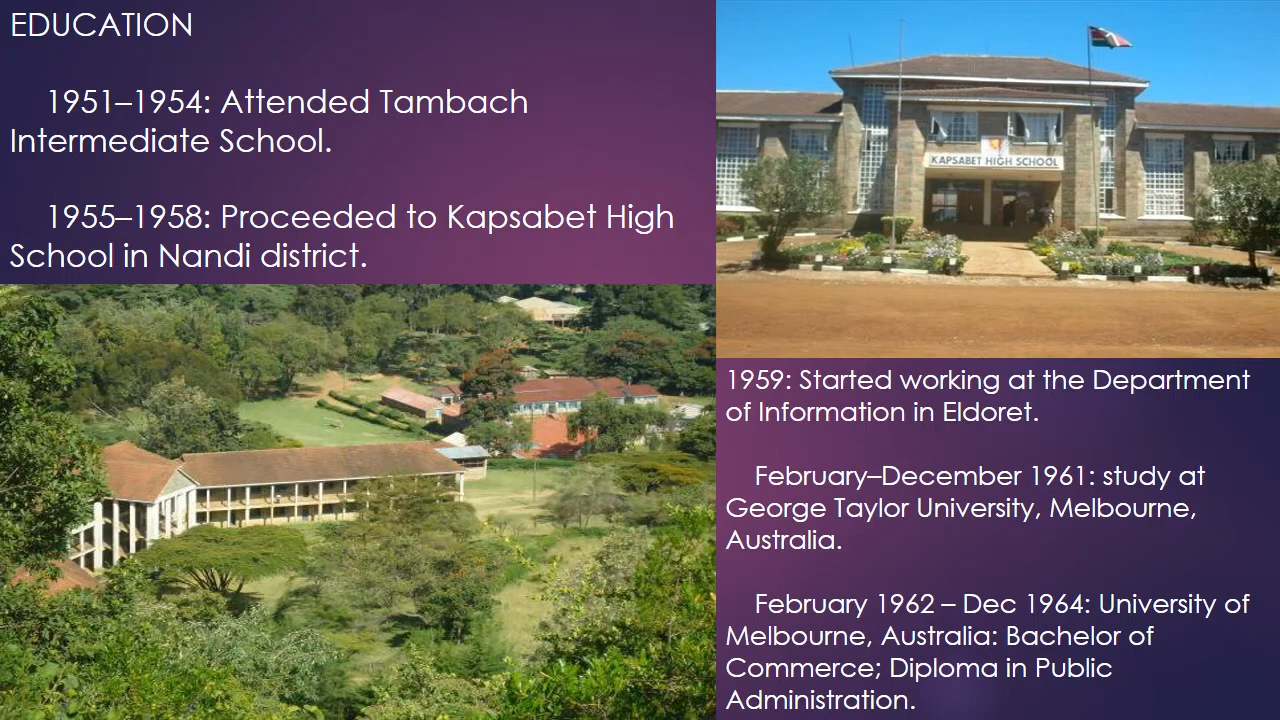 EDUCATION
1951–1954: Attended Tambach
Intermediate School.
1955–1958: Proceeded to Kapsabet High
School in Nandi district.
KAPSABET HIGH SCHOOL
1959: Started working at the Department
of Information in Eldoret.
February–December 1961: study at
George Taylor University, Melbourne,
Australia.
February 1962 – Dec 1964: University of
Melbourne, Australia: Bachelor of
Commerce; Diploma in Public
Administration.